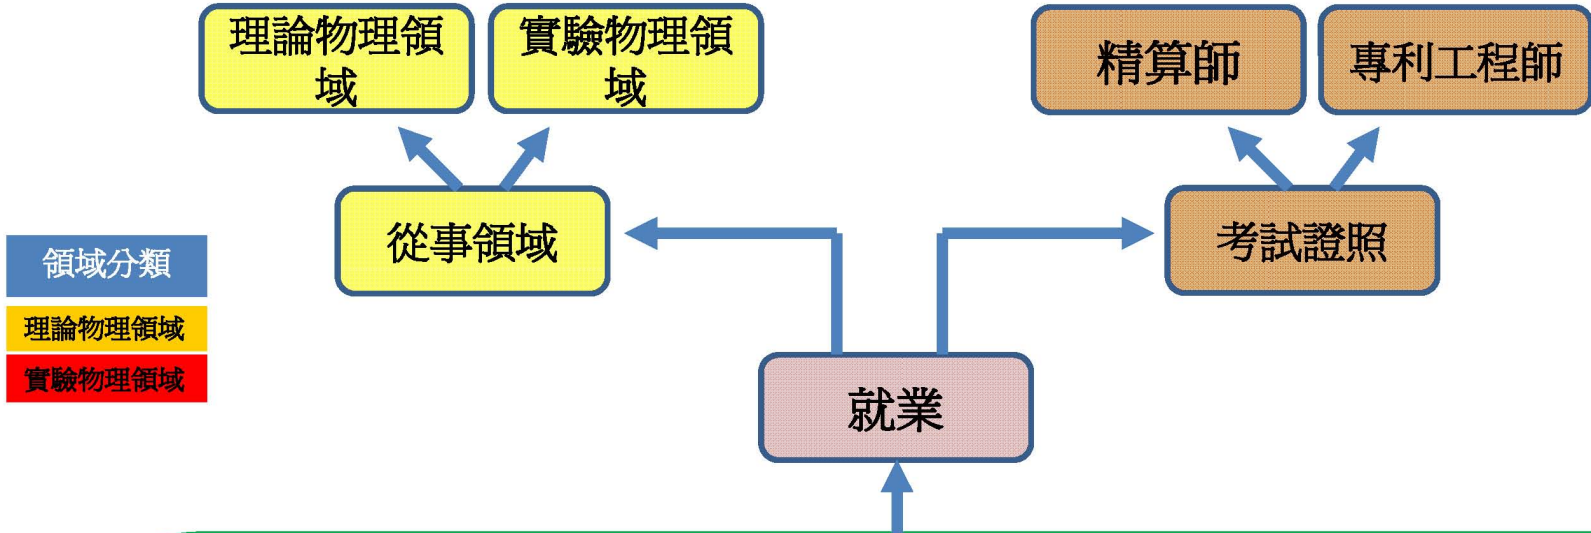 理論物理領
域
實驗物理領
域
精算師
專利工程師
從事領域
考試證照
領域分類
理論物理領域
實驗物理領域
就業